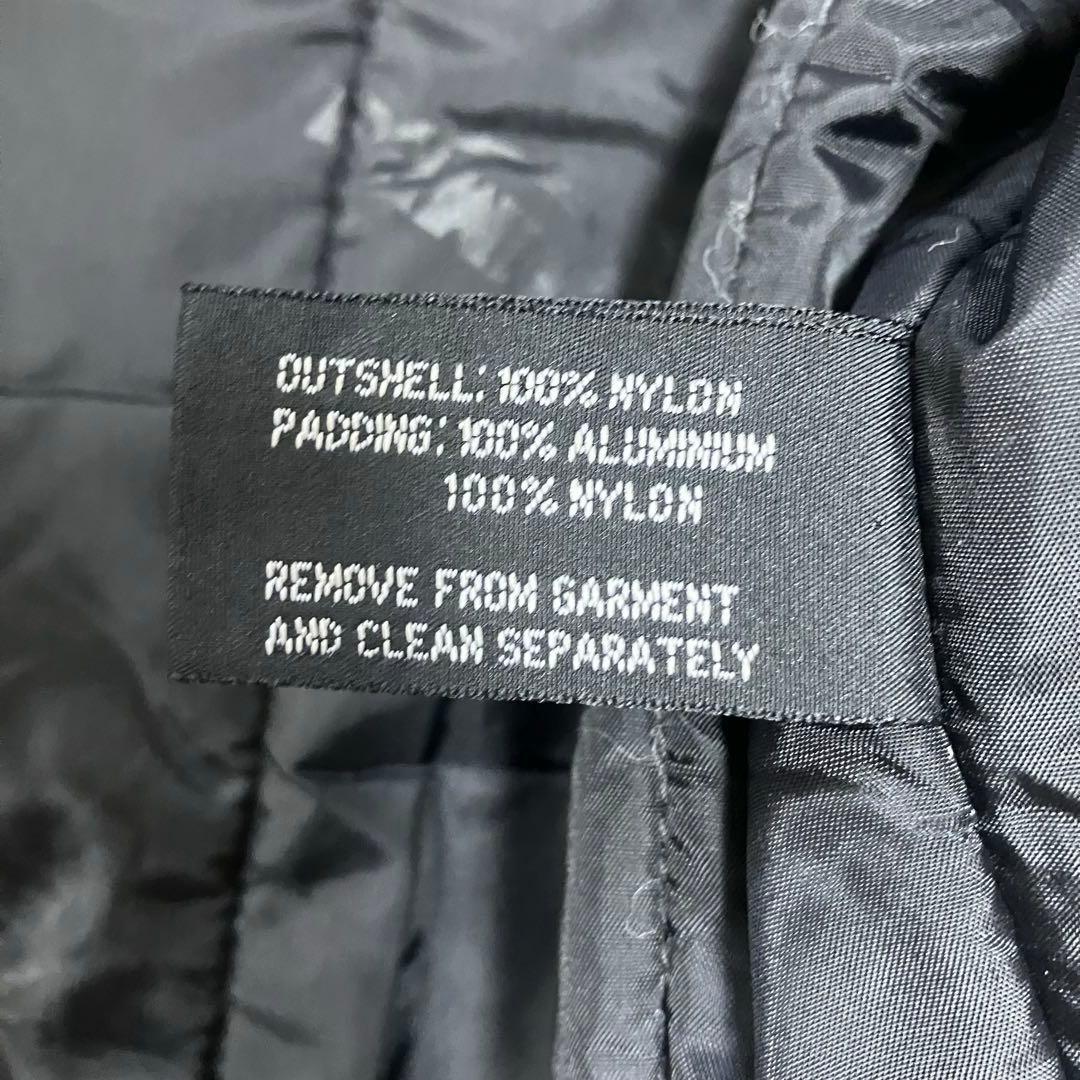 OUTSHELL: 100% NYLON
PADDING: 100% ALUMINIUM
100% NYLON
REMOVE FROM GARMENT
AND CLEAN SEPARATELY